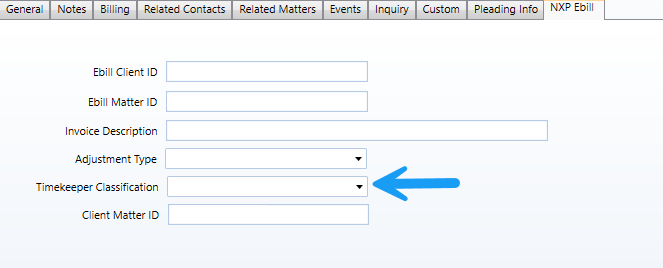 General Notes Billing Related Contacts Related Matters Events Inquiry Custom Pleading Info NXP Ebill
Ebill Client ID
Ebill Matter ID
Invoice Description
Adjustment Type
Timekeeper Classification
Client Matter ID